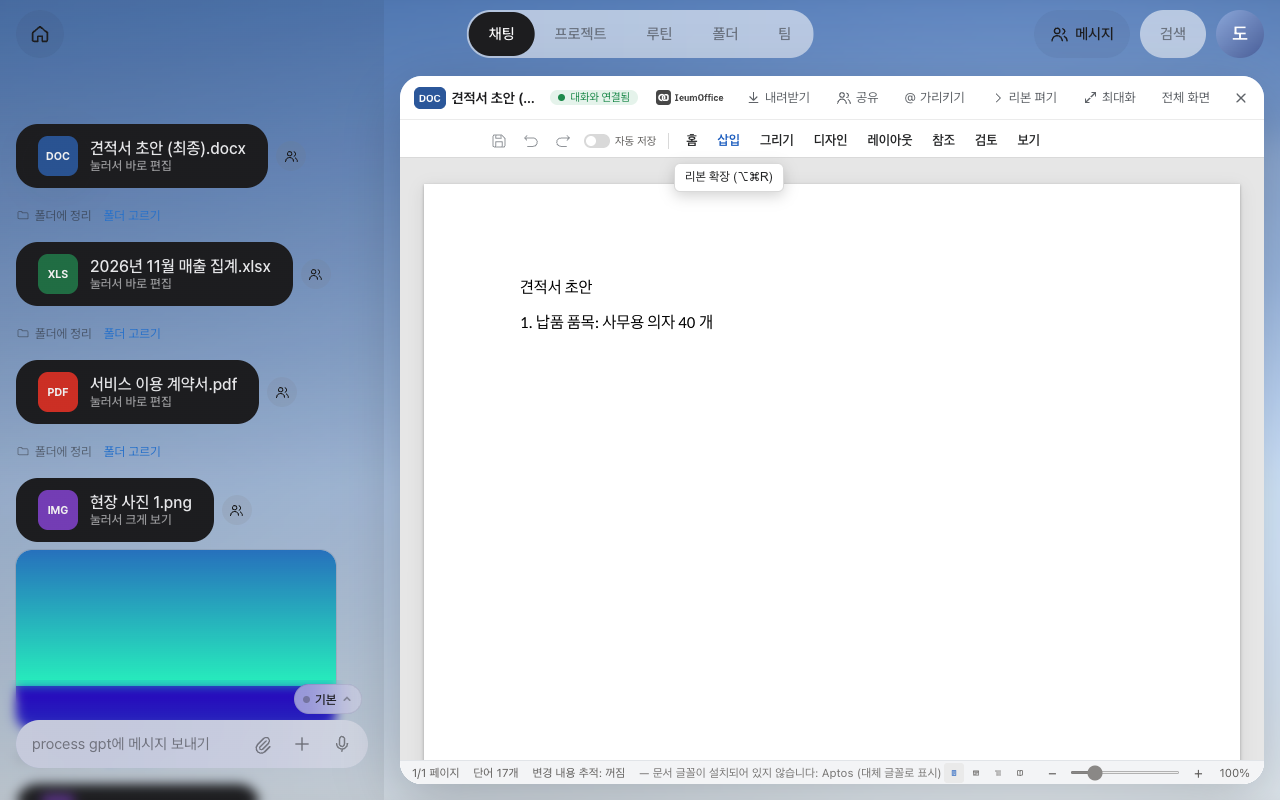 채팅 프로젝트 루틴 폴더 팀
메시지
검색
도
DOC
견적서 초안 (최종).docx
눌러서 바로 편집
폴더에 정리 폴더 고르기
XLS
2026년 11월 매출 집계.xlsx
눌러서 바로 편집
폴더에 정리 폴더 고르기
PDF
서비스 이용 계약서.pdf
눌러서 바로 편집
폴더에 정리 폴더 고르기
IMG
현장 사진 1.png
눌러서 크게 보기
기본
process gpt에 메시지 보내기
DOC 견적서 초안 (... 대화와 연결됨 IeumOffice 내려받기 공유 @ 가리키기 리본 펴기 최대화 전체 화면
자동 저장 홈 삽입 그리기 디자인 레이아웃 참조 검토 보기
리본 확장 (⌥⌘R)
견적서 초안
1. 납품 품목: 사무용 의자 40 개
1/1 페이지 단어 17개 변경 내용 추적: 꺼짐 — 문서 글꼴이 설치되어 있지 않습니다: Aptos (대체 글꼴로 표시) 100%